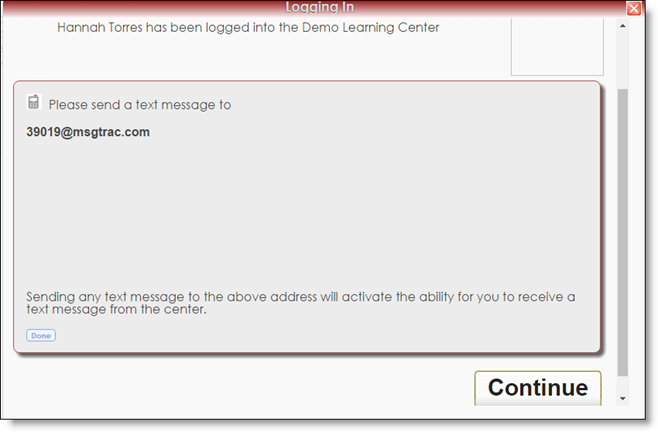 Logging In
Hannah Torres has been logged into the Demo Learning Center
Please send a text message to
39019@msgtrac.com
Sending any text message to the above address will activate the ability for you to receive a
text message from the center.
Done
Continue